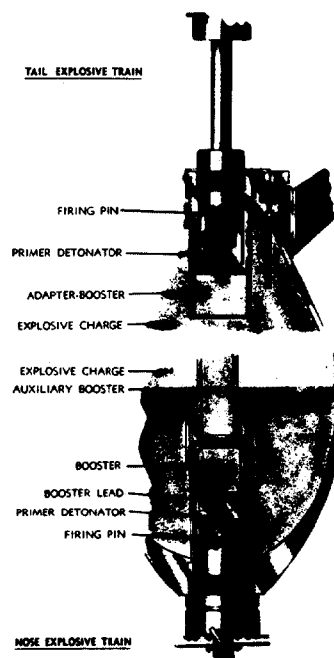 TAIL EXPLOSIVE TRAIN
FIRING PIN
PRIMER DETONATOR
ADAPTER-BOOSTER
EXPLOSIVE CHARGE
EXPLOSIVE CHARGE
AUXILIARY BOOSTER
BOOSTER
BOOSTER LEAD
PRIMER DETONATOR
FIRING PIN
NOSE EXPLOSIVE TRAIN